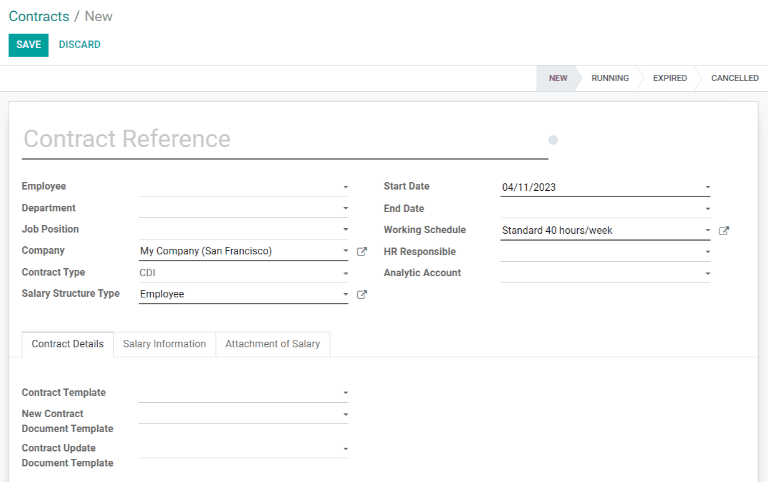 Contracts / New
SAVE DISCARD
NEW RUNNING EXPIRED CANCELLED
Contract Reference
Employee
Department
Job Position
Company My Company (San Francisco)
Contract Type CDI
Salary Structure Type Employee
Start Date 04/11/2023
End Date
Working Schedule Standard 40 hours/week
HR Responsible
Analytic Account
Contract Details Salary Information Attachment of Salary
Contract Template
New Contract
Document Template
Contract Update
Document Template